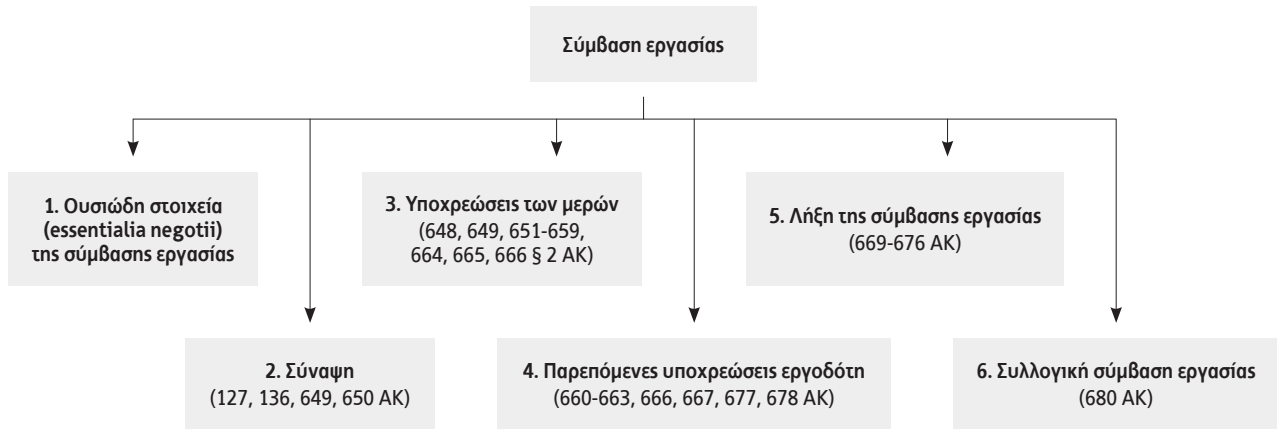 Σύμβαση εργασίας
1. Ουσιώδη στοιχεία
(essentialia negotii)
της σύμβασης εργασίας
2. Σύναψη
(127, 136, 649, 650 ΑΚ)
3. Υποχρεώσεις των μερών
(648, 649, 651-659,
664, 665, 666 § 2 ΑΚ)
4. Παρεπόμενες υποχρεώσεις εργοδότη
(660-663, 666, 667, 677, 678 ΑΚ)
5. Λήξη της σύμβασης εργασίας
(669-676 ΑΚ)
6. Συλλογική σύμβαση εργασίας
(680 ΑΚ)